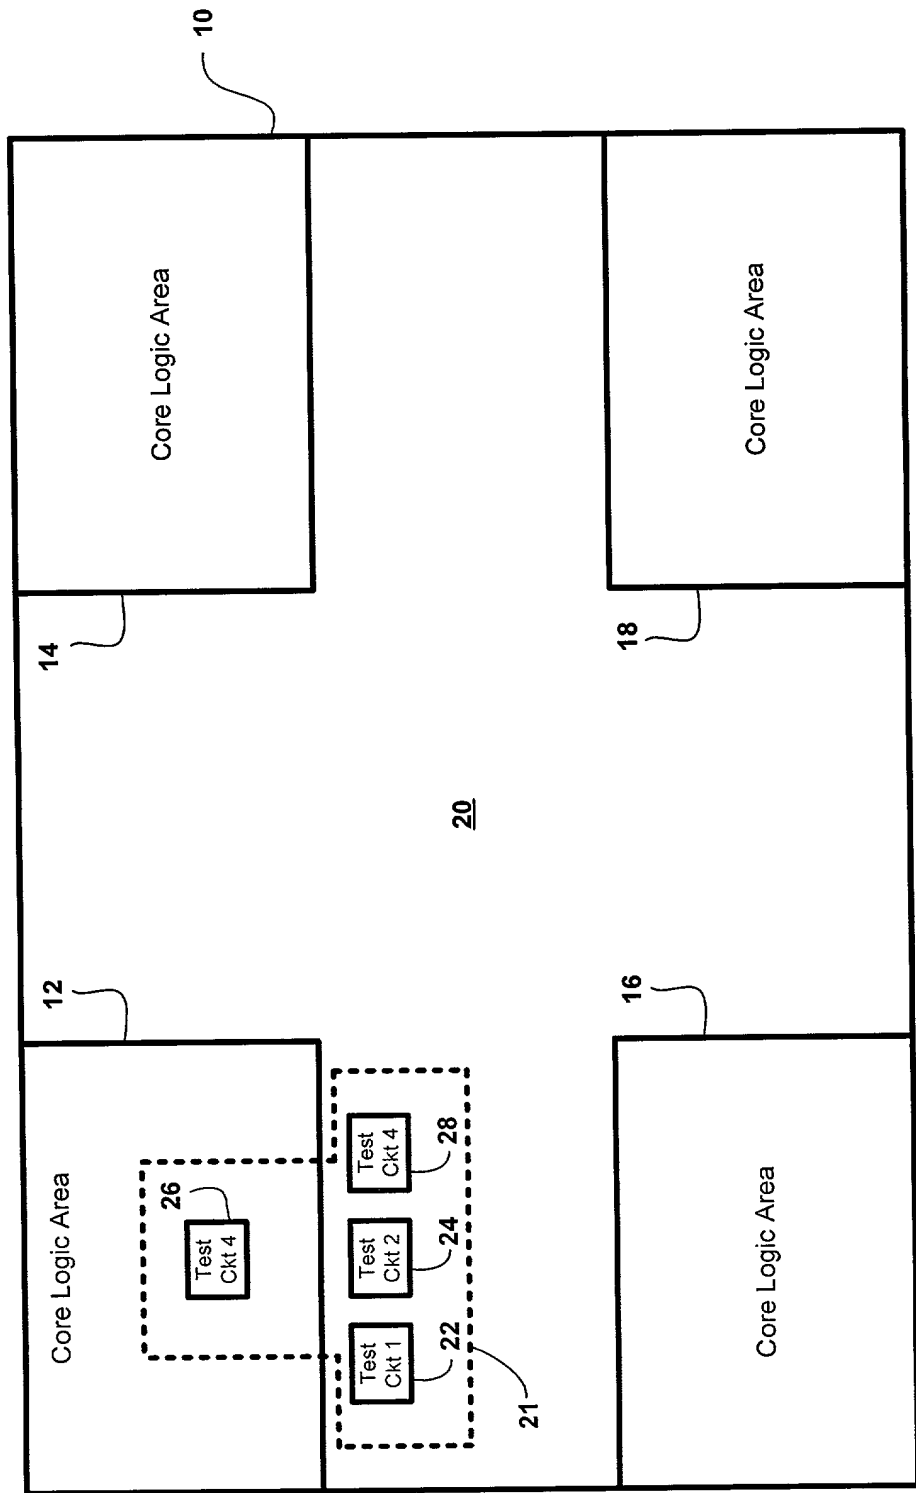 12
14
Core Logic Area
Core Logic Area
10
26
Test
Ckt 4
Test
Ckt 1
Test
Ckt 2
Test
Ckt 4
22
24
28
20
21
16
18
Core Logic Area
Core Logic Area